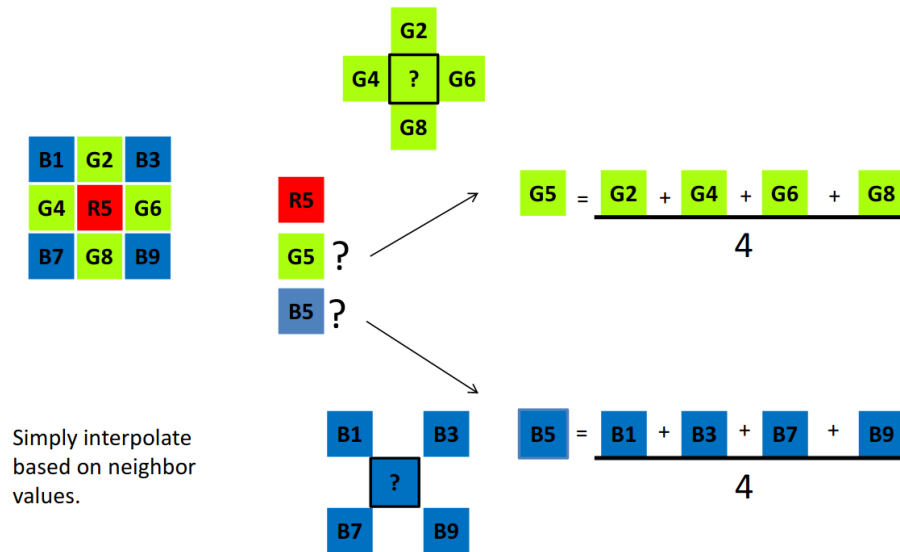 G2
G4 ? G6
G8
B1 G2 B3
G4 R5 G6
B7 G8 B9
R5
G5 ?
B5 ?
G5 = G2 + G4 + G6 + G8
4
Simply interpolate
based on neighbor
values.
B1 B3
?
B7 B9
B5 = B1 + B3 + B7 + B9
4